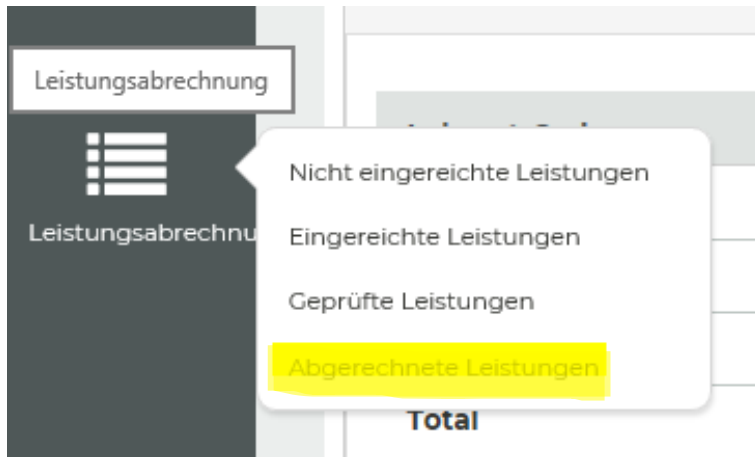 Leistungsabrechnung
Leistungsabrechnu
Nicht eingereichte Leistungen
Eingereichte Leistungen
Geprüfte Leistungen
Abgerechnete Leistungen
Total